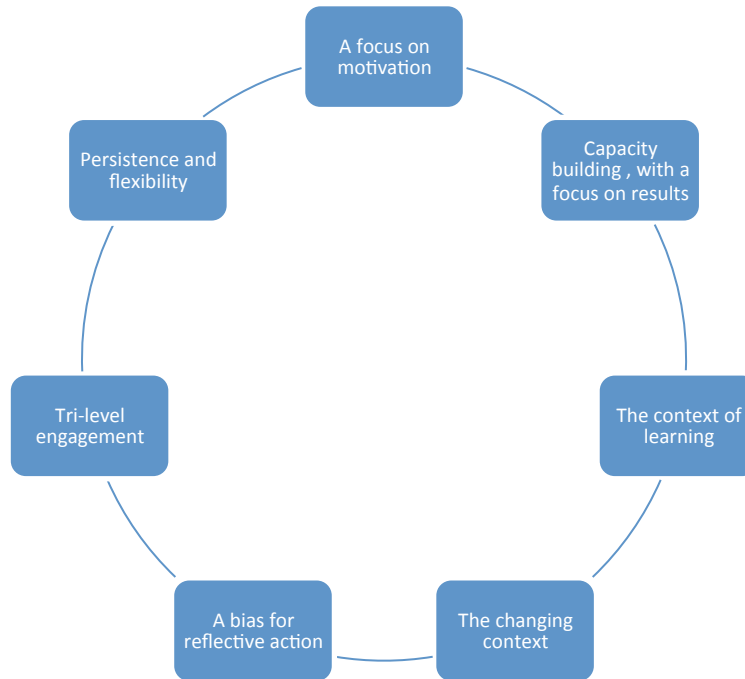 A focus on
motivation
Capacity
building , with a
focus on results
The context of
learning
The changing
context
A bias for
reflective action
Tri-level
engagement
Persistence and
flexibility